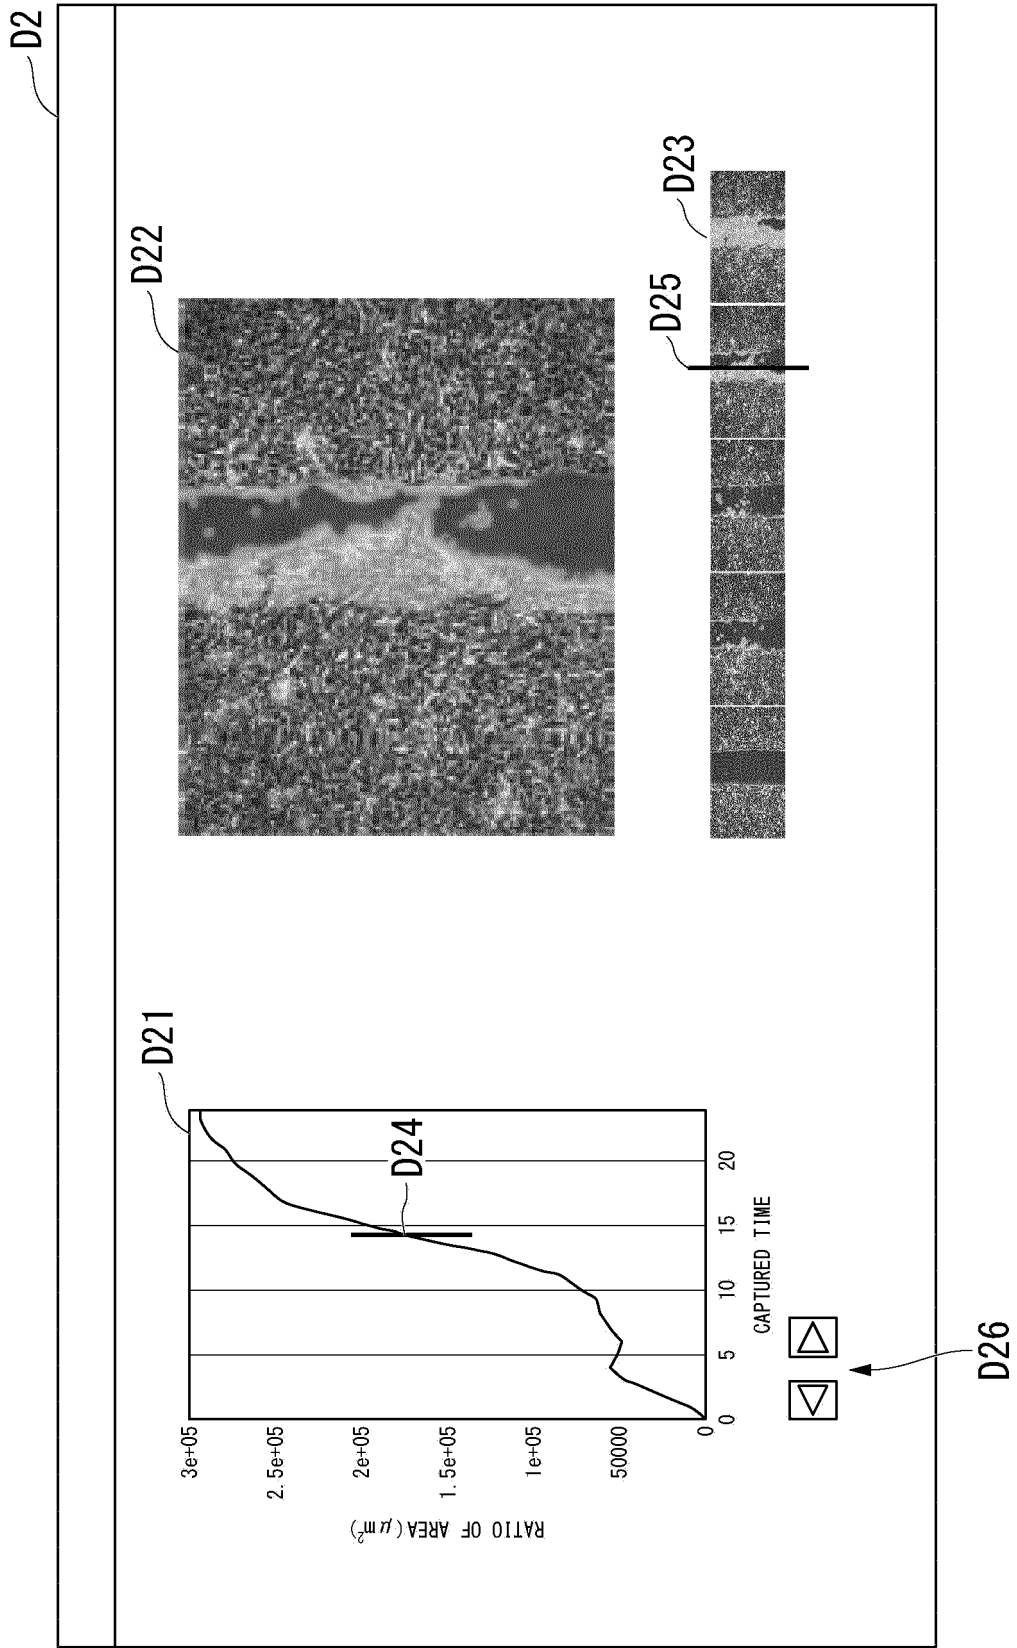 D2
D21
D22
3e+05
2.5e+05
2e+05
1.5e+05
1e+05
50000
0
RATIO OF AREA(μm²)
D24
0
5
10
15
20
CAPTURED TIME
D25
D23
D26